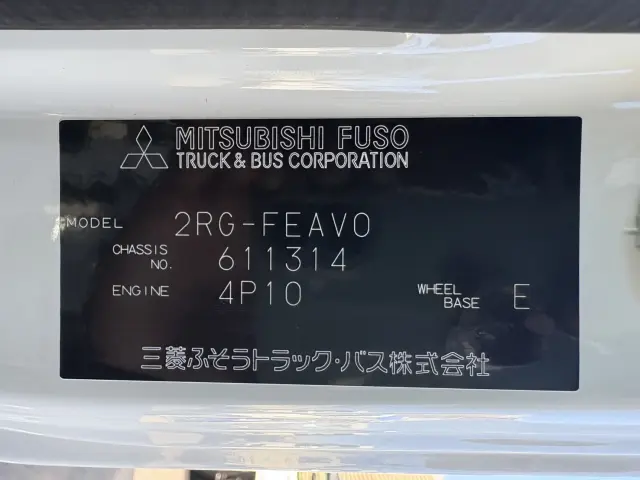 MITSUBISHI FUSO
TRUCK & BUS CORPORATION
MODEL 2RG-FEAV0
CHASSIS NO. 611314
ENGINE 4P10 WHEEL BASE E
三菱ふそうトラック・バス株式会社